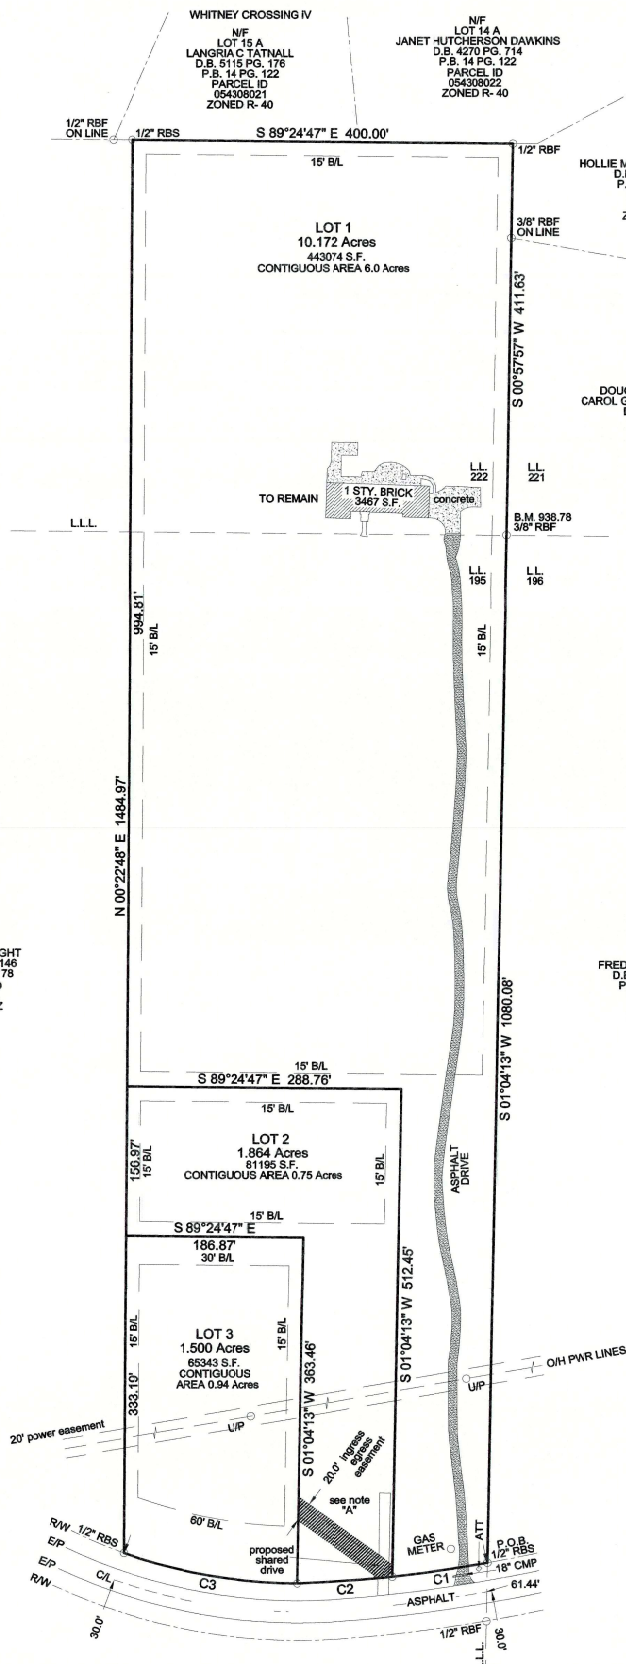 WHITNEY CROSSING IV
N/F
LOT 15 A
LANGRIA C TATNALL
D.B. 5115 PG. 176
P.B. 14 PG. 122
PARCEL ID
054308021
ZONED R- 40
N/F
LOT 14 A
JANET HUTCHERSON DAWKINS
D.B. 4270 PG. 714
P.B. 14 PG. 122
PARCEL ID
054308022
ZONED R- 40
1/2" RBF
ON LINE
1/2" RBS
S 89°24'47" E 400.00'
1/2' RBF
15' B/L
HOLLIE M
D.
P.
Z
3/8' RBF
ON LINE
LOT 1
10.172 Acres
443074 S.F.
CONTIGUOUS AREA 6.0 Acres
S 00°57'57" W 411.63'
DOUG
CAROL G
D
TO REMAIN
1 STY. BRICK
3467 S.F.
concrete
L.L.
222
L.L.
221
B.M. 938.78
3/8" RBF
L.L.L.
L.L.
195
L.L.
196
994.81'
15' B/L
15' B/L
N 00°22'48" E 1484.97'
GHT
146
78
Z
FRED
D.
P
S 01°04'13" W 1080.08'
15' B/L
S 89°24'47" E 288.76'
15' B/L
LOT 2
1.864 Acres
81195 S.F.
CONTIGUOUS AREA 0.75 Acres
150.97'
15' B/L
15' B/L
ASPHALT
DRIVE
15' B/L
S 89°24'47" E
186.87'
30' B/L
15' B/L
15' B/L
LOT 3
1.500 Acres
65343 S.F.
CONTIGUOUS
AREA 0.94 Acres
333.10'
S 01°04'13" W 363.46'
S 01°04'13" W 512.45'
O/H PWR LINES
U/P
20' power easement
U/P
20.0' ingress
egress
easement
see note
"A"
60' B/L
proposed
shared
drive
GAS
METER
ATT
P.O.B.
1/2" RBS
18" CMP
R/W
1/2" RBS
E/P
C/L
E/P
R/W
C3
C2
C1
61.44'
ASPHALT
30.0'
30.0'
1/2" RBF
L.L.